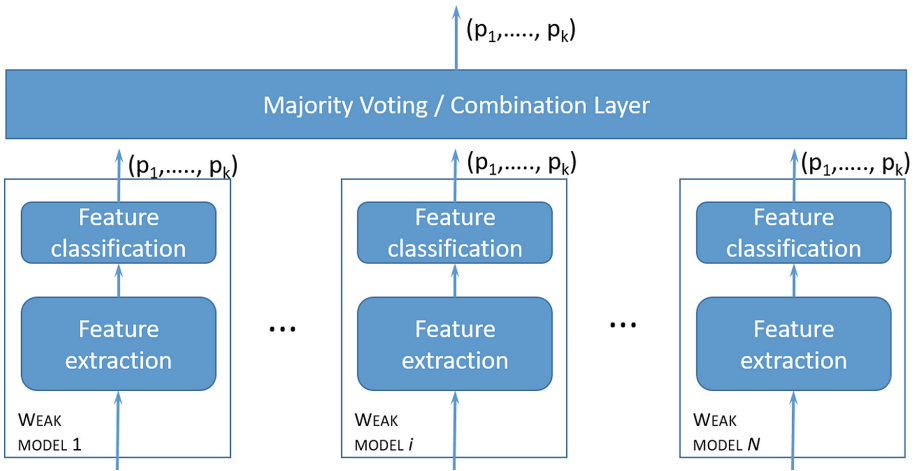 (p1,....., pk)
Majority Voting / Combination Layer
(p1,....., pk)
(p1,....., pk)
(p1,....., pk)
Feature
classification
Feature
classification
Feature
classification
Feature
extraction
...
Feature
extraction
...
Feature
extraction
WEAK
MODEL 1
WEAK
MODEL i
WEAK
MODEL N